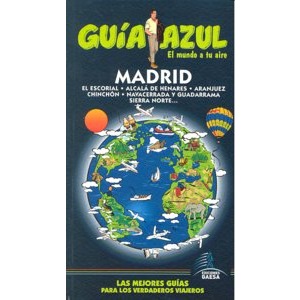 GUÍA AZUL
El mundo a tu aire
MADRID
EL ESCORIAL • ALCALÁ DE HENARES • ARANJUEZ
CHINCHÓN • NAVACERRADA Y GUADARRAMA
SIERRA NORTE...
EDICIONES
GAESA
LAS MEJORES GUÍAS
PARA LOS VERDADEROS VIAJEROS